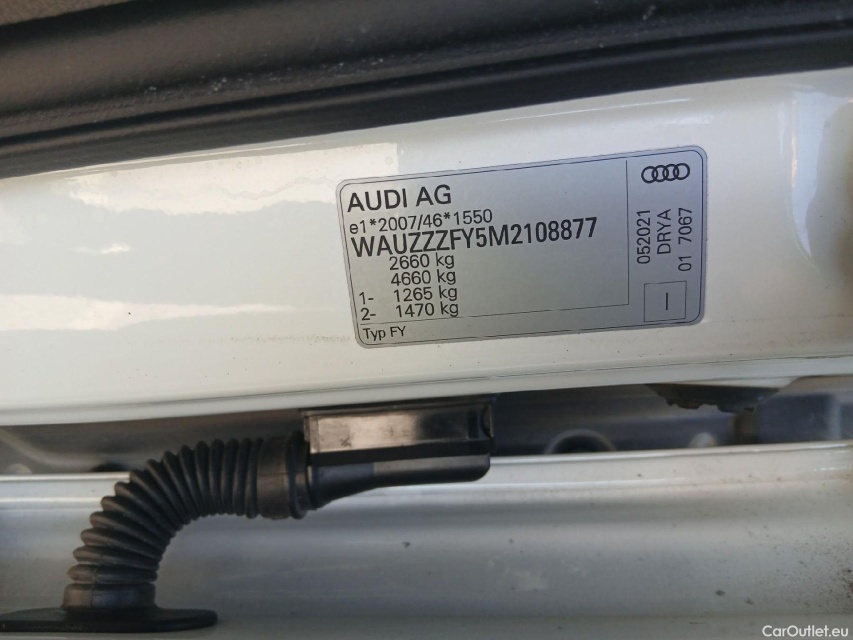 AUDI AG
e1*2007/46*1550
WAUZZZFY5M2108877
2660 kg
4660 kg
1- 1265 kg
2- 1470 kg
Typ FY
052021
DRYA
01 7067
CarOutlet.eu